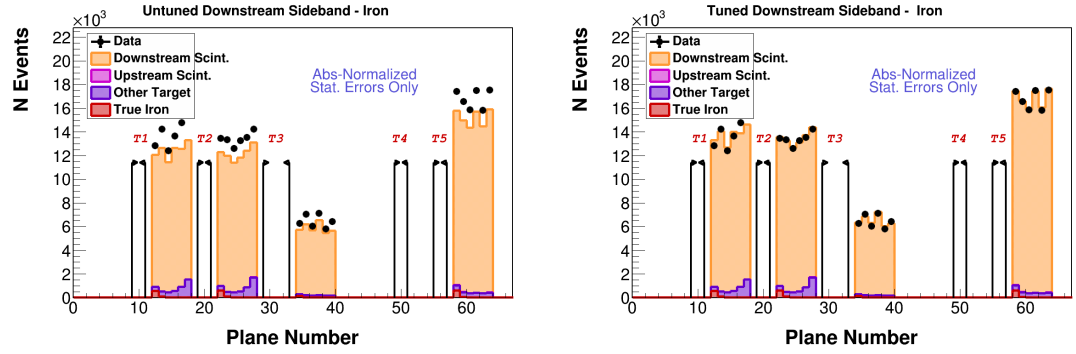 Untuned Downstream Sideband - Iron
×10³
N Events
22
20
18
16
14
12
10
8
6
4
2
0
Data
Downstream Scint.
Upstream Scint.
Other Target
True Iron
Abs-Normalized
Stat. Errors Only
T1 T2 T3 T4 T5
0 10 20 30 40 50 60
Plane Number
Tuned Downstream Sideband - Iron
×10³
N Events
22
20
18
16
14
12
10
8
6
4
2
0
Data
Downstream Scint.
Upstream Scint.
Other Target
True Iron
Abs-Normalized
Stat. Errors Only
T1 T2 T3 T4 T5
0 10 20 30 40 50 60
Plane Number